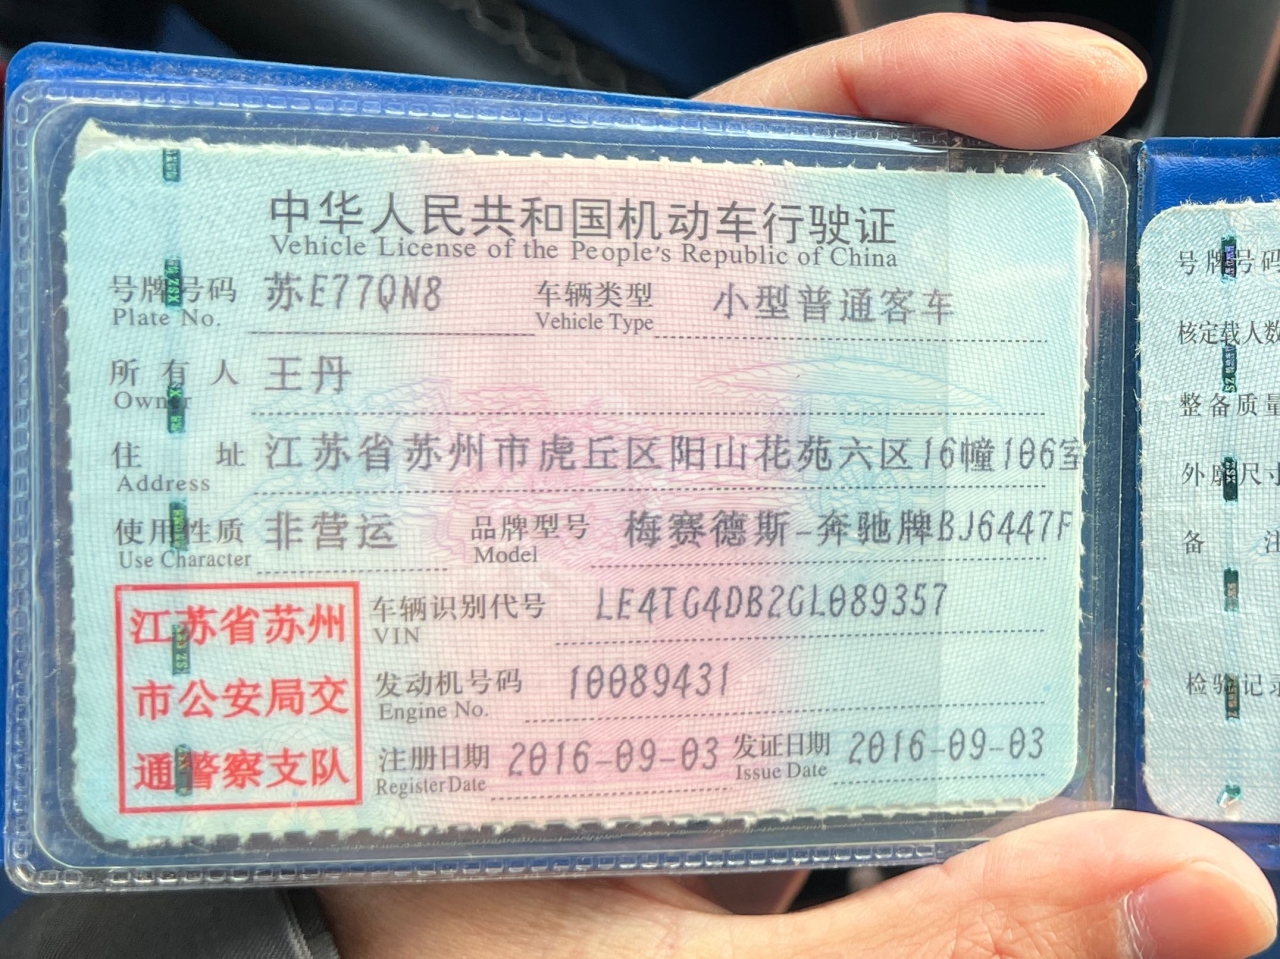 中华人民共和国机动车行驶证
Vehicle License of the People's Republic of China
号牌号码 苏E77QN8 车辆类型 小型普通客车
Plate No. Vehicle Type
所有人 王丹
Owner
住址 江苏省苏州市虎丘区阳山花苑六区16幢106室
Address
使用性质 非营运 品牌型号 梅赛德斯-奔驰牌BJ6447F
Use Character Model
江苏省苏州
市公安局交
通警察支队
车辆识别代号 LE4TG4DB2GL089357
VIN
发动机号码 10089431
Engine No.
注册日期 2016-09-03 发证日期 2016-09-03
Register Date Issue Date
号牌号码
核定载人数
整备质量
外廓尺寸
备 注
检验记录